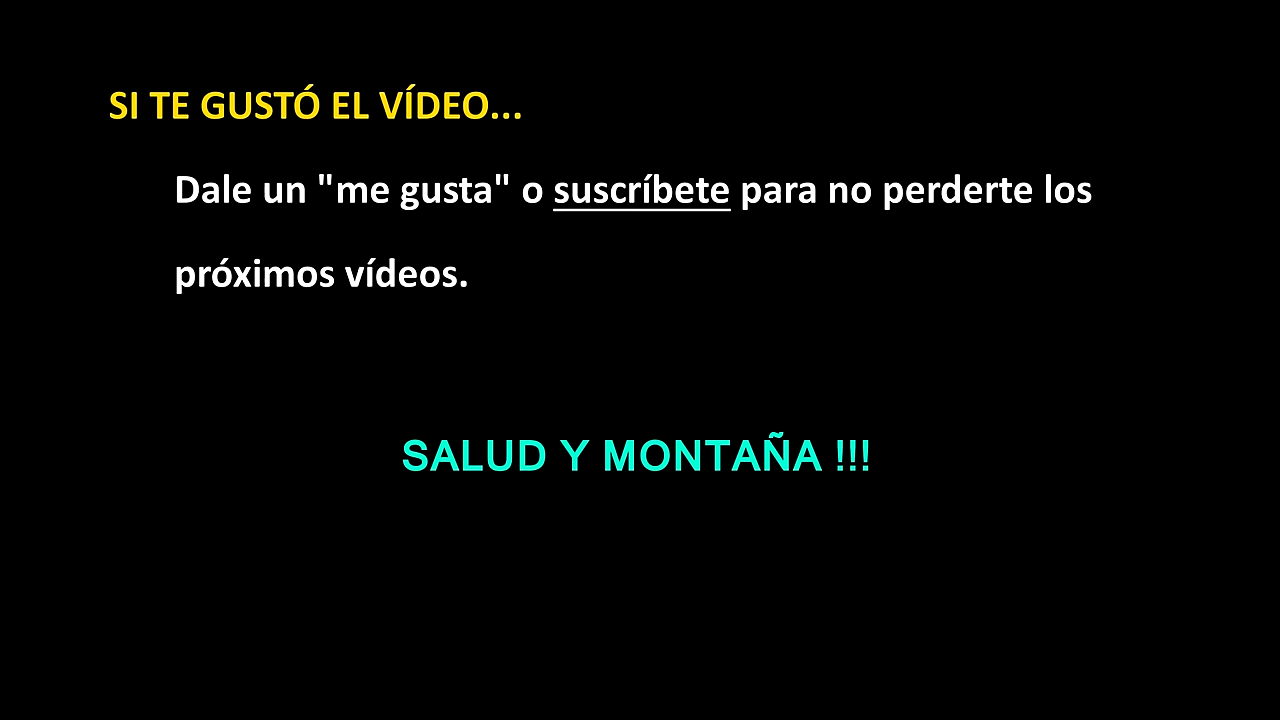 SI TE GUSTÓ EL VÍDEO...
Dale un "me gusta" o suscríbete para no perderte los
próximos vídeos.
SALUD Y MONTAÑA !!!